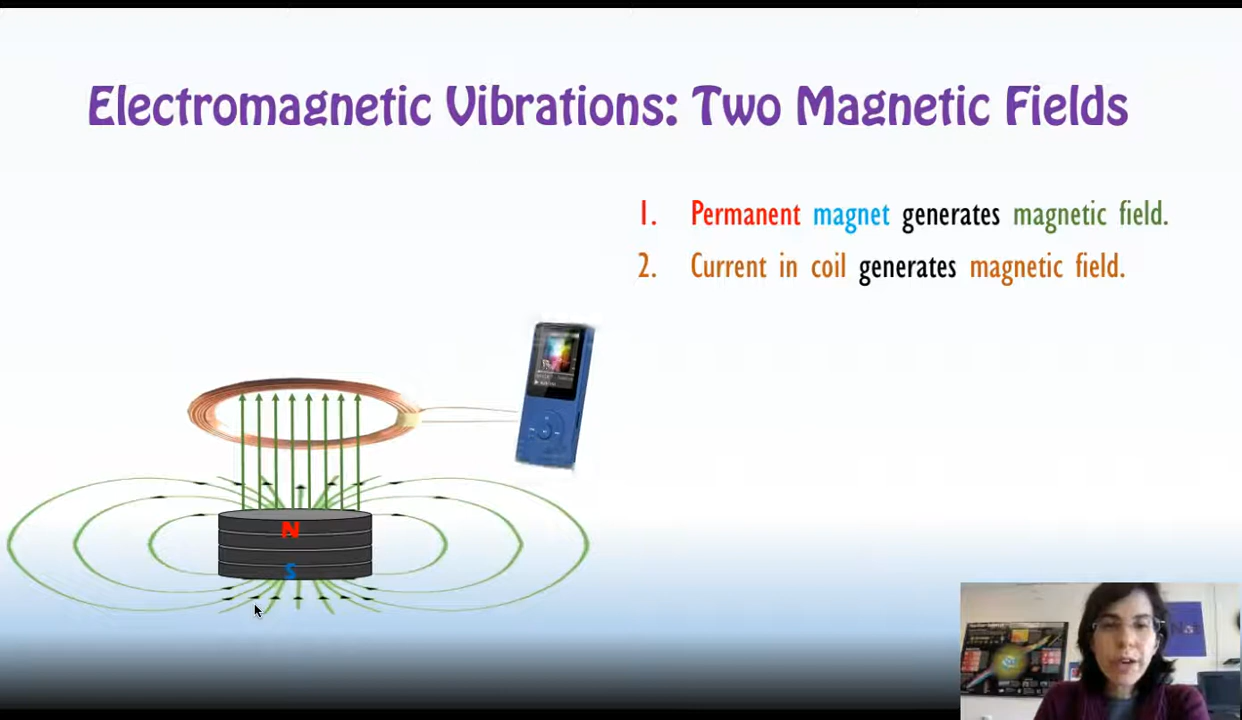 Electromagnetic Vibrations: Two Magnetic Fields
1. Permanent magnet generates magnetic field.
2. Current in coil generates magnetic field.
N
S